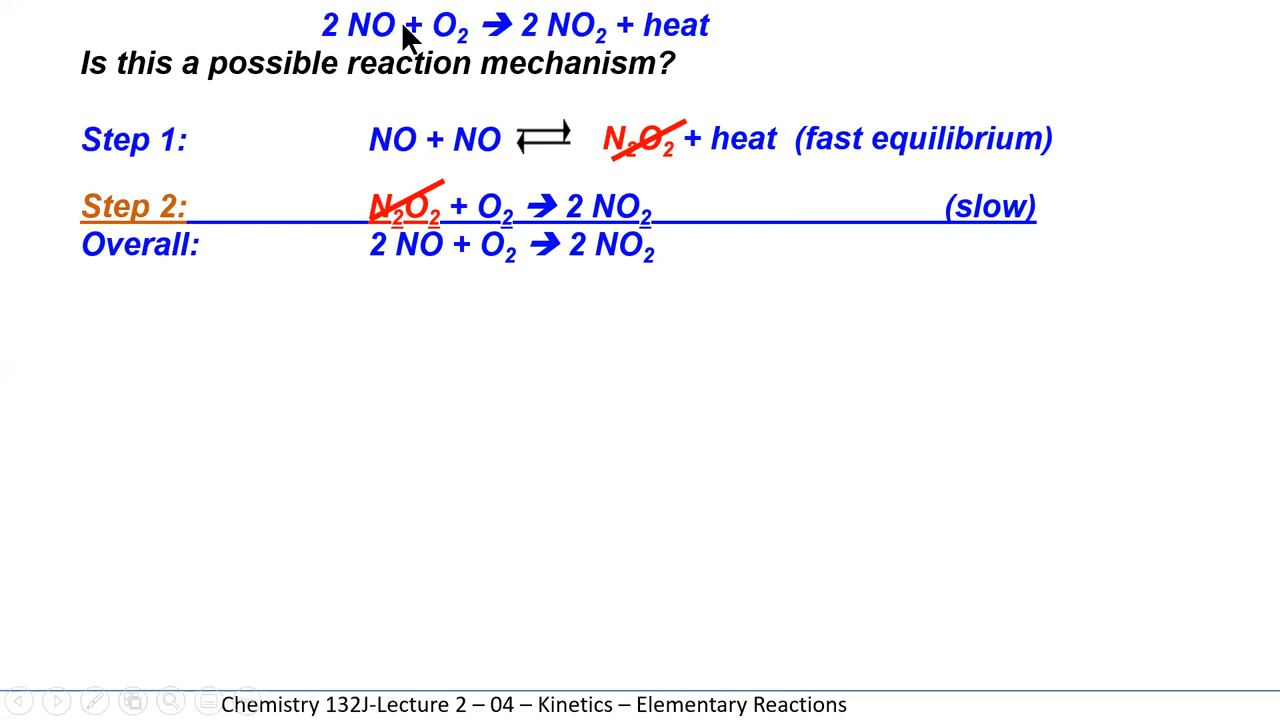 2 NO + O₂ ➔ 2 NO₂ + heat
Is this a possible reaction mechanism?
Step 1: NO + NO ⇌ N₂O₂ + heat (fast equilibrium)
Step 2: N₂O₂ + O₂ ➔ 2 NO₂ (slow)
Overall: 2 NO + O₂ ➔ 2 NO₂
Chemistry 132J-Lecture 2 – 04 – Kinetics – Elementary Reactions